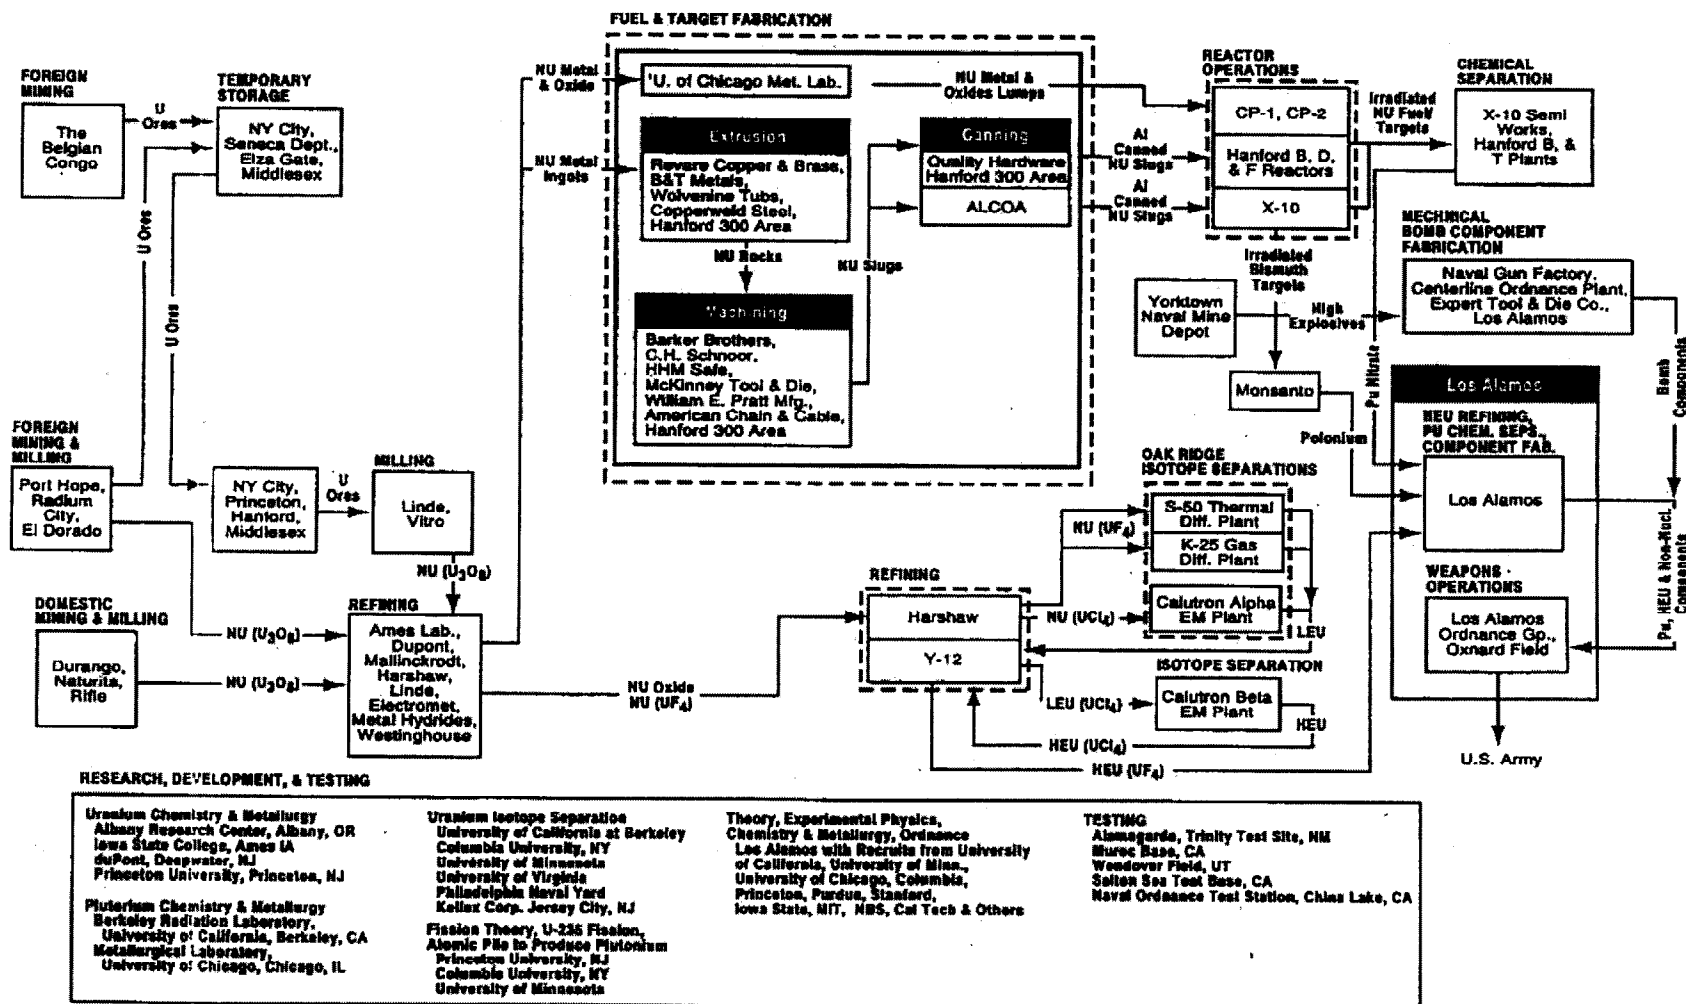 FUEL & TARGET FABRICATION
FOREIGN
MINING
The
Belgian
Congo
U
Ores
TEMPORARY
STORAGE
NY City,
Seneca Dept.,
Elza Gate,
Middlesex
U Ores
U Ores
FOREIGN
MINING &
MILLING
Port Hope,
Radium
City,
El Dorado
NY City,
Princeton,
Hanford,
Middlesex
U
Ores
MILLING
Linde,
Vitro
NU (U3O8)
DOMESTIC
MINING & MILLING
Durango,
Naturita,
Rifle
NU (U3O8)
NU (U3O8)
REFINING
Ames Lab.,
Dupont,
Mallinckrodt,
Harshaw,
Linde,
Electromet,
Metal Hydrides,
Westinghouse
NU Metal
& Oxide
NU Metal
Ingots
'U. of Chicago Met. Lab.
NU Metal &
Oxides Lumps
Extrusion
Revere Copper & Brass,
B&T Metals,
Wolverine Tubs,
Copperweld Steel,
Hanford 300 Area
NU Rocks
Machining
Barker Brothers,
C.H. Schnoor,
HHM Safe,
McKinney Tool & Die,
William E. Pratt Mfg.,
American Chain & Cable,
Hanford 300 Area
NU Slugs
Canning
Quality Hardware
Hanford 300 Area
ALCOA
Al
Canned
NU Slugs
Al
Canned
NU Slugs
REACTOR
OPERATIONS
CP-1, CP-2
Hanford B, D,
& F Reactors
X-10
Irradiated
NU Fuel/
Targets
CHEMICAL
SEPARATION
X-10 Semi
Works,
Hanford B, &
T Plants
Irradiated
Bismuth
Targets
Yorktown
Naval Mine
Depot
High
Explosives
MECHNICAL
BOMB COMPONENT
FABRICATION
Naval Gun Factory,
Centerline Ordnance Plant,
Expert Tool & Die Co.,
Los Alamos
Monsanto
Polonium
Pu Nitrate
Bomb
Components
Los Alamos
HEU REFINING,
PU CHEM. SEPS.,
COMPONENT FAB.
Los Alamos
Pu, HEU & Non-Nucl.
Components
WEAPONS
OPERATIONS
Los Alamos
Ordnance Gp.,
Oxnard Field
U.S. Army
OAK RIDGE
ISOTOPE SEPARATIONS
S-50 Thermal
Diff. Plant
K-25 Gas
Diff. Plant
Calutron Alpha
EM Plant
LEU
NU (UF4)
NU (UCl4)
REFINING
Harshaw
Y-12
NU Oxide
NU (UF4)
ISOTOPE SEPARATION
LEU (UCl4)
Calutron Beta
EM Plant
HEU
HEU (UCl4)
HEU (UF4)
RESEARCH, DEVELOPMENT, & TESTING
Uranium Chemistry & Metallurgy
Albany Research Center, Albany, OR
Iowa State College, Ames IA
duPont, Deepwater, NJ
Princeton University, Princeton, NJ
Plutorium Chemistry & Metallurgy
Berkeley Radiation Laboratory,
University of California, Berkeley, CA
Metallurgical Laboratory,
University of Chicago, Chicago, IL
Uranium Isotope Separation
University of California at Berkeley
Columbia University, NY
University of Minnesota
University of Virginia
Philadelphia Naval Yard
Kellex Corp. Jersey City, NJ
Fission Theory, U-235 Fission,
Atomic Pile to Produce Plutonium
Princeton University, NJ
Columbia University, NY
University of Minnesota
Theory, Experimental Physics,
Chemistry & Metallurgy, Ordnance
Los Alamos with Recruits from University
of California, University of Minn.,
University of Chicago, Columbia,
Princeton, Purdue, Stanford,
Iowa State, MIT, NBS, Cal Tech & Others
TESTING
Alamogordo, Trinity Test Site, NM
Muroc Base, CA
Wendover Field, UT
Salton Sea Test Base, CA
Naval Ordnance Test Station, China Lake, CA